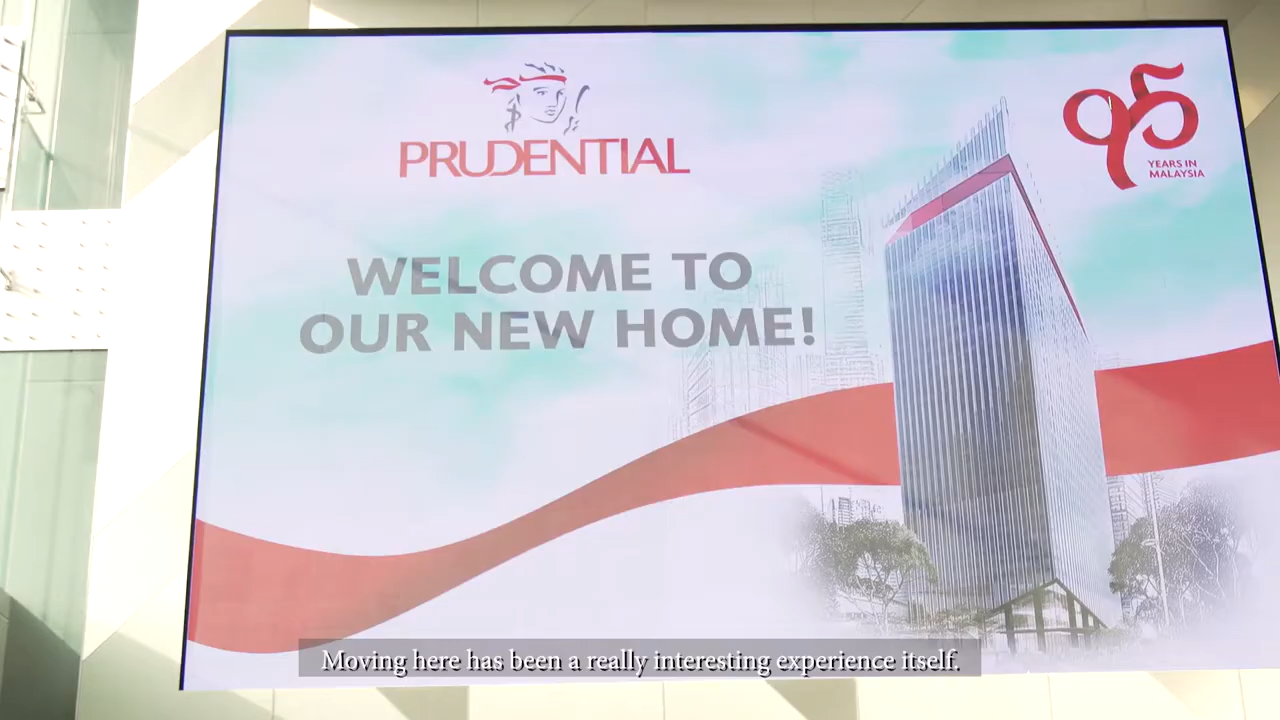 PRUDENTIAL
95
YEARS IN
MALAYSIA
WELCOME TO
OUR NEW HOME!
Moving here has been a really interesting experience itself.